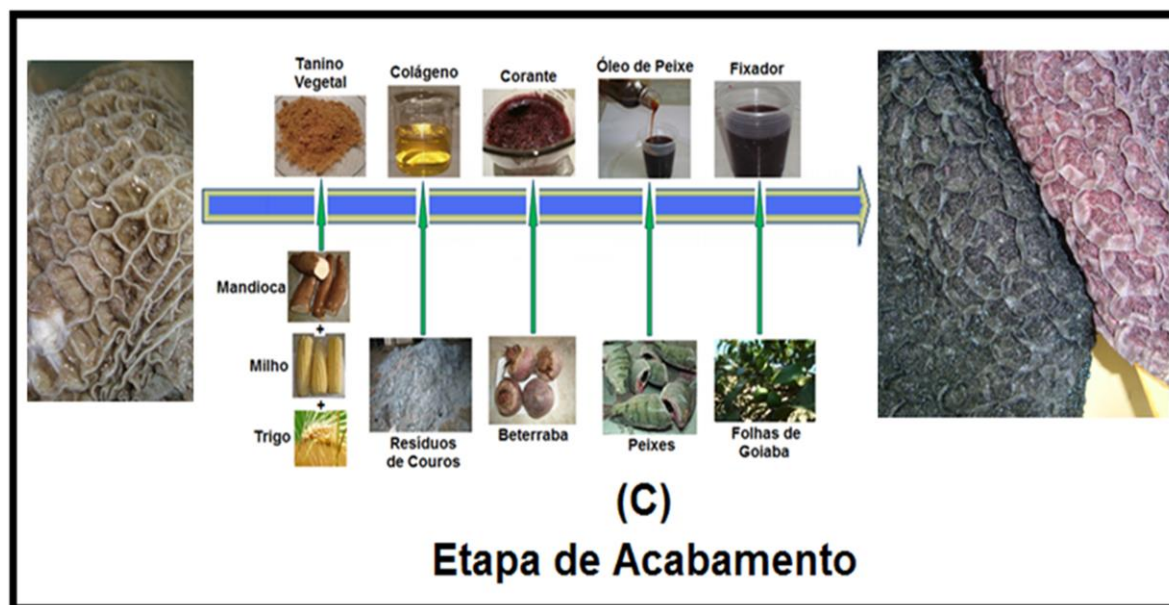 Tanino
Vegetal
Colágeno
Corante
Óleo de Peixe
Fixador
Mandioca
+
Milho
+
Trigo
Resíduos
de Couros
Beterraba
Peixes
Folhas de
Goiaba
(C)
Etapa de Acabamento